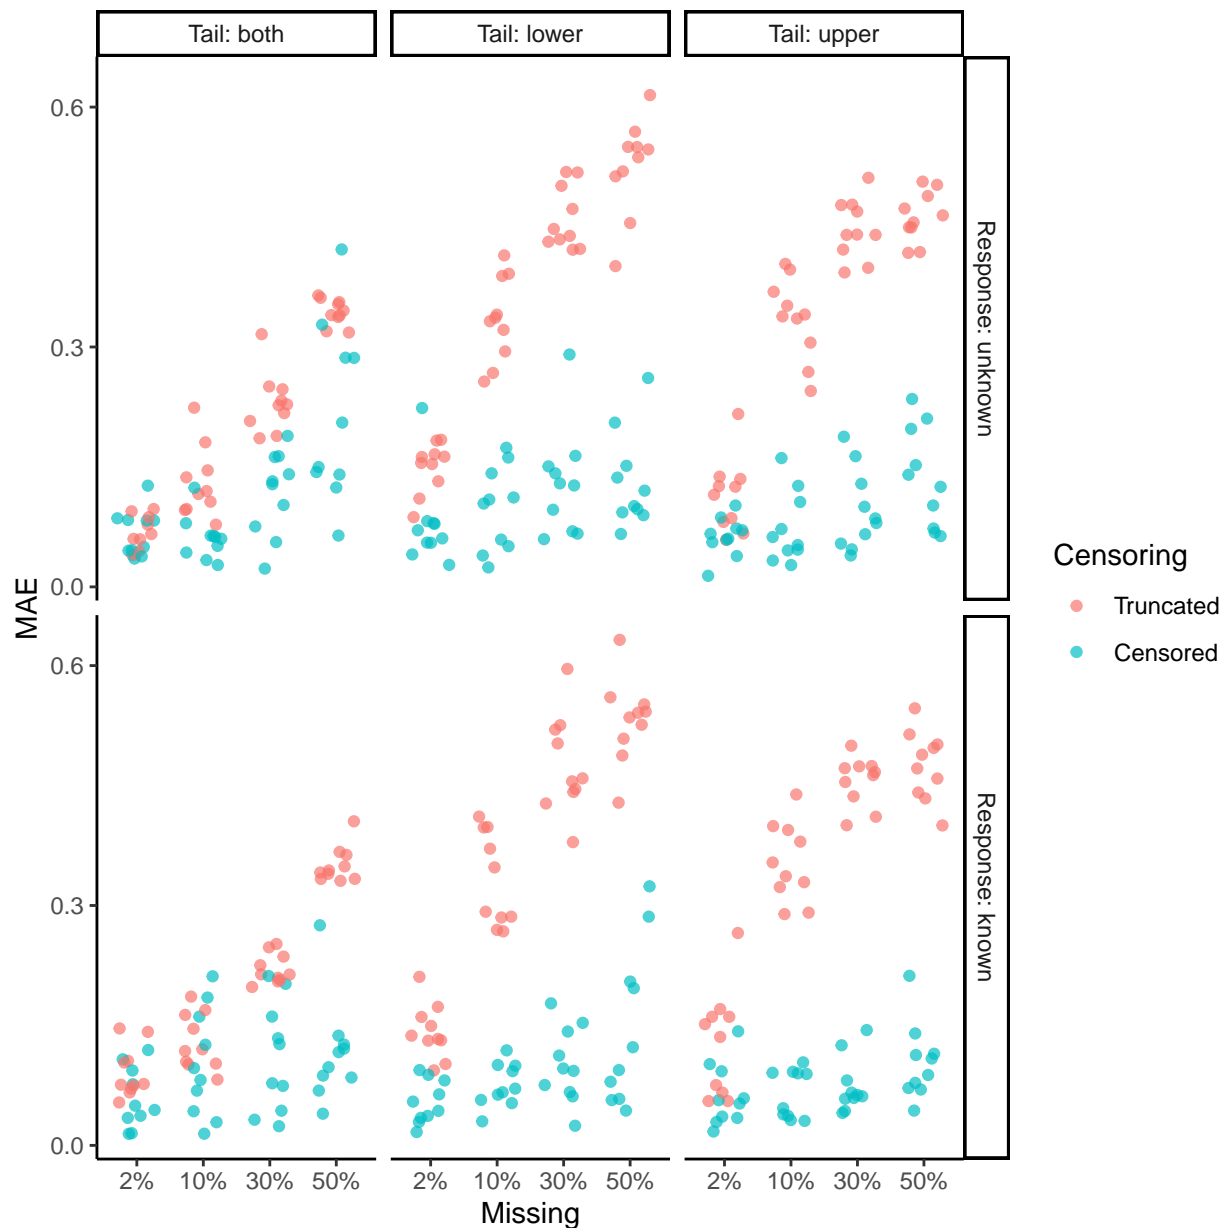 Tail: both Tail: lower Tail: upper
0.6
0.3
0.0
Response: unknown
MAE
0.6
0.3
0.0
Response: known
2% 10% 30% 50% 2% 10% 30% 50% 2% 10% 30% 50%
Missing
Censoring
Truncated
Censored